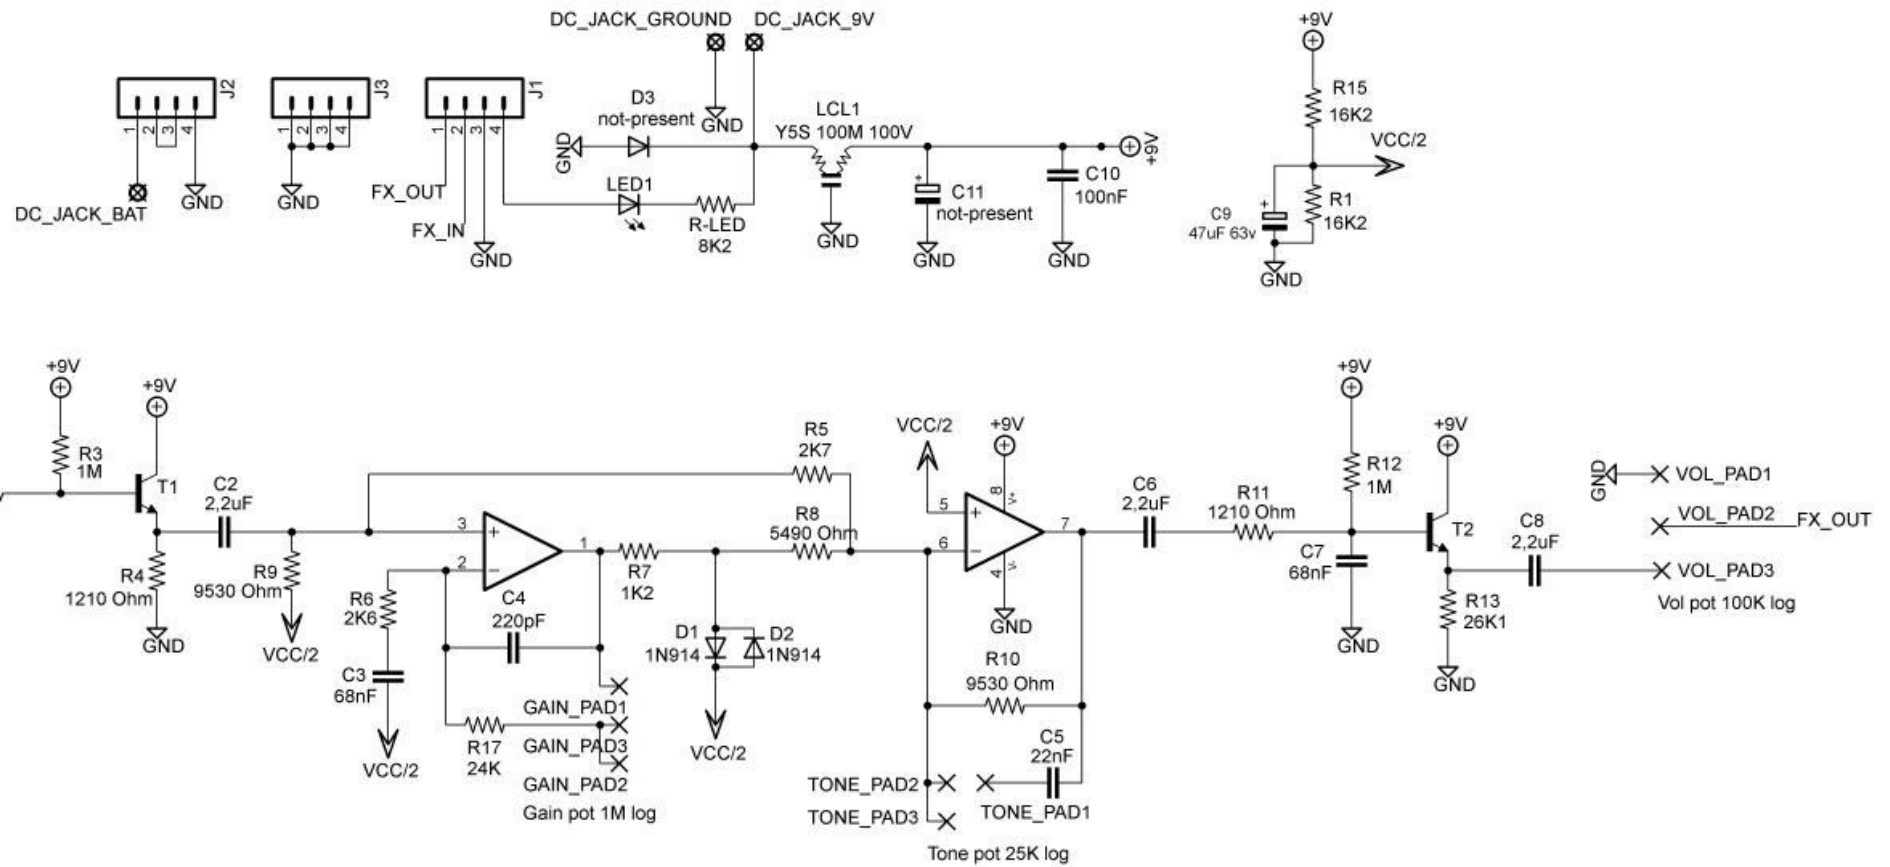 DC_JACK_GROUND
DC_JACK_9V
+9V
J2
J3
J1
1
2
3
4
1
2
3
4
1
2
3
4
DC_JACK_BAT
GND
GND
FX_OUT
FX_IN
GND
D3
not-present
GND
GND
LED1
R-LED
8K2
LCL1
Y5S 100M 100V
GND
C11
+
not-present
GND
C10
100nF
GND
+9V
R15
16K2
VCC/2
R1
16K2
C9
+
47uF 63v
GND
+9V
R3
1M
+9V
T1
R4
1210 Ohm
GND
C2
2,2uF
R9
9530 Ohm
VCC/2
R5
2K7
3
+
2
−
1
R6
2K6
C3
68nF
VCC/2
C4
220pF
R7
1K2
R8
5490 Ohm
R17
24K
GAIN_PAD1
GAIN_PAD3
GAIN_PAD2
Gain pot 1M log
D1
1N914
D2
1N914
VCC/2
VCC/2
+9V
5
+
6
−
7
8
V+
4
V-
GND
R10
9530 Ohm
C5
22nF
TONE_PAD2
TONE_PAD1
TONE_PAD3
Tone pot 25K log
C6
2,2uF
R11
1210 Ohm
+9V
R12
1M
C7
68nF
GND
+9V
T2
R13
26K1
GND
C8
2,2uF
GND
VOL_PAD1
VOL_PAD2
FX_OUT
VOL_PAD3
Vol pot 100K log